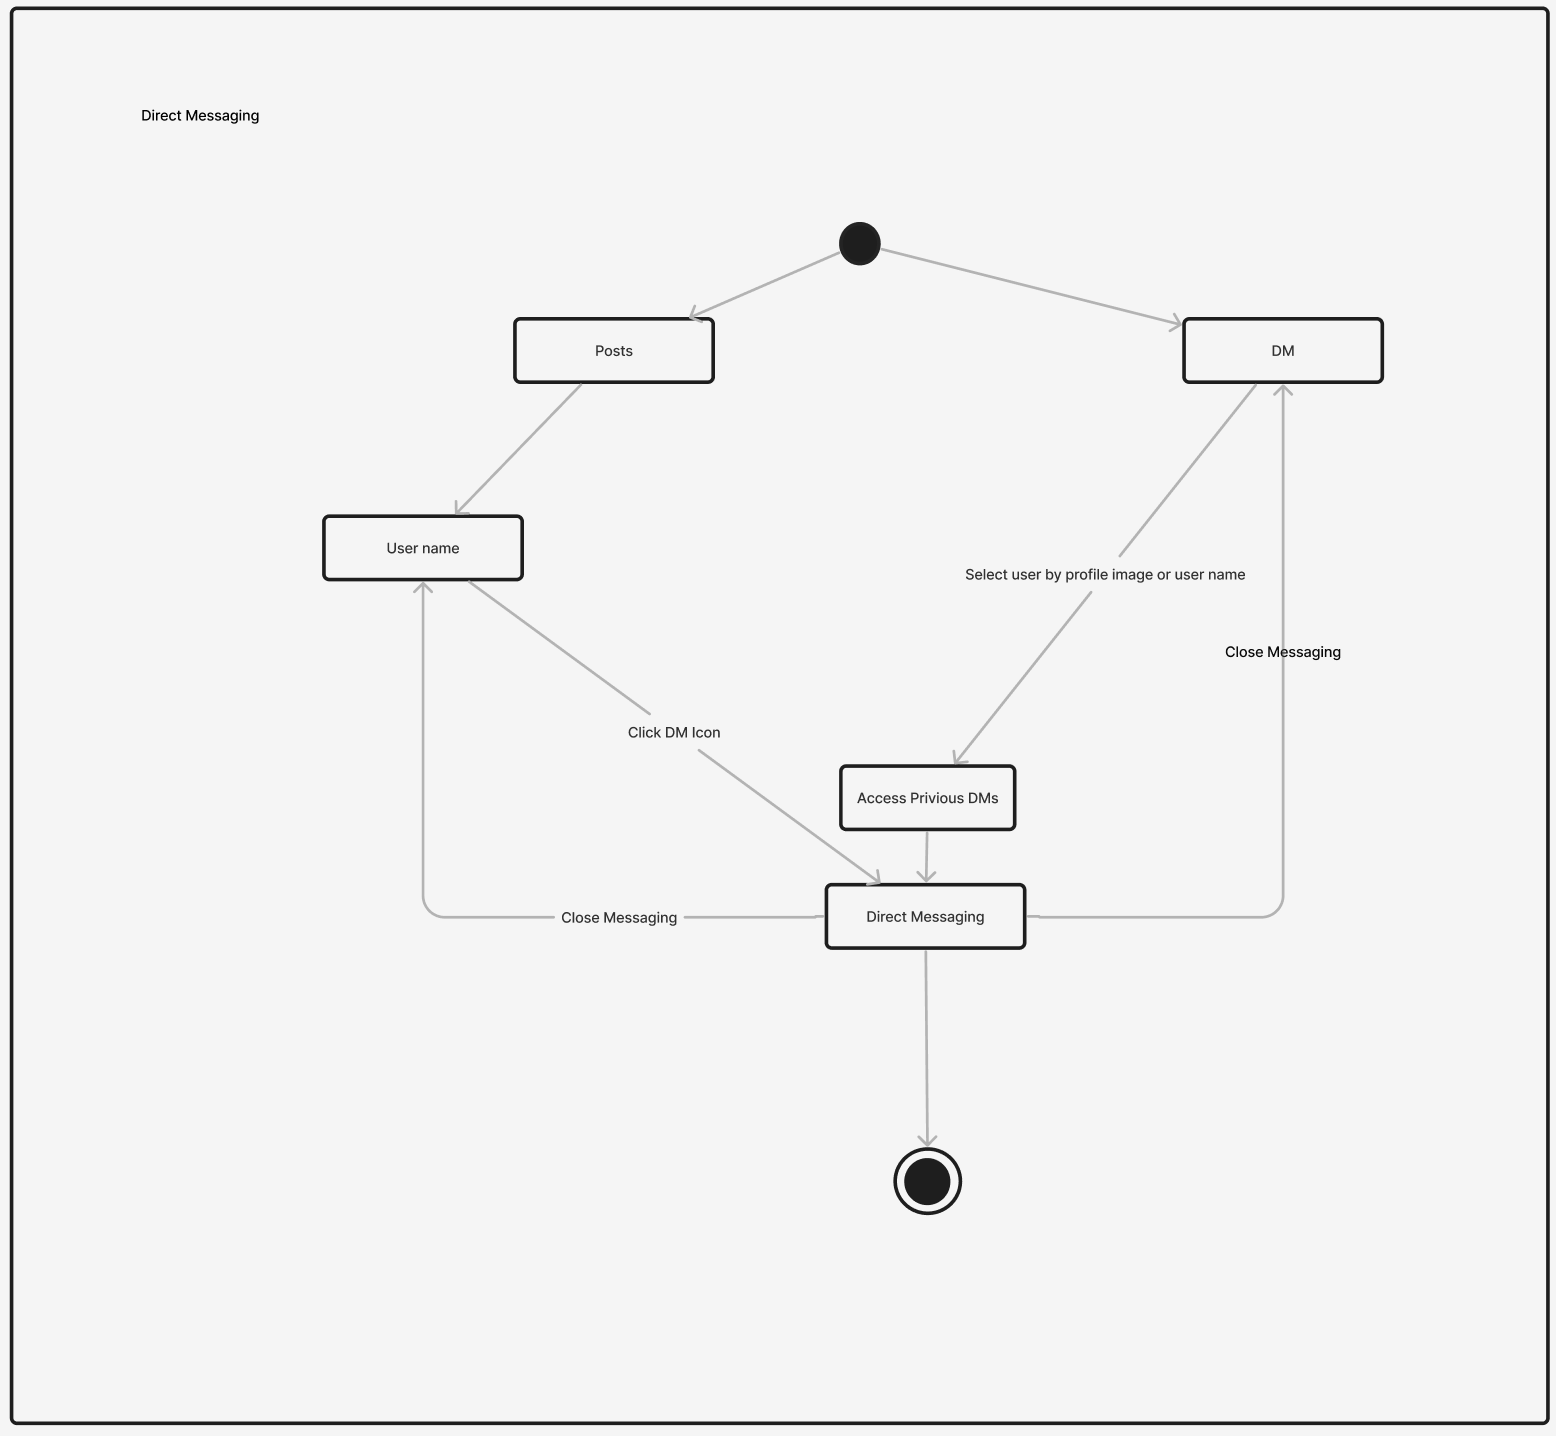 Direct Messaging
Posts
DM
User name
Select user by profile image or user name
Close Messaging
Click DM Icon
Access Privious DMs
Close Messaging
Direct Messaging